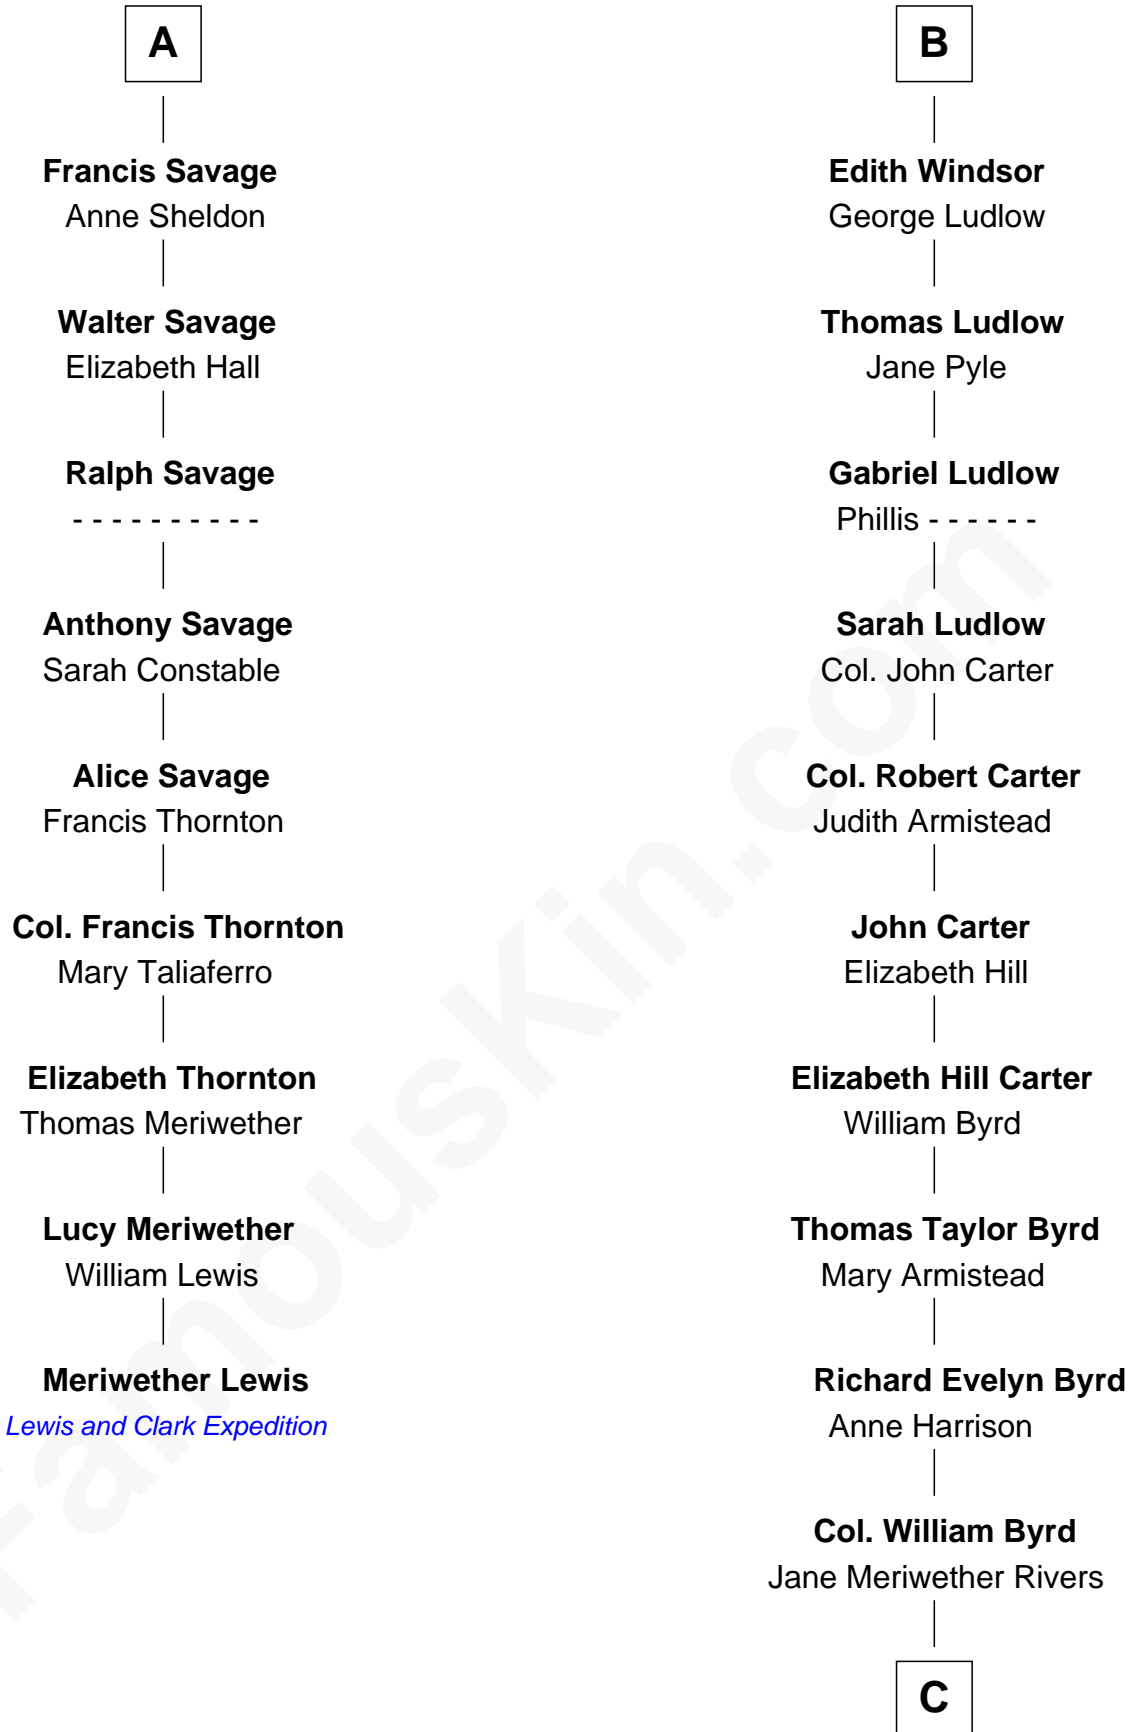 A
Francis Savage
Anne Sheldon
Walter Savage
Elizabeth Hall
Ralph Savage
- - - - - - - - - -
Anthony Savage
Sarah Constable
Alice Savage
Francis Thornton
Col. Francis Thornton
Mary Taliaferro
Elizabeth Thornton
Thomas Meriwether
Lucy Meriwether
William Lewis
Meriwether Lewis
Lewis and Clark Expedition
B
Edith Windsor
George Ludlow
Thomas Ludlow
Jane Pyle
Gabriel Ludlow
Phillis - - - - - -
Sarah Ludlow
Col. John Carter
Col. Robert Carter
Judith Armistead
John Carter
Elizabeth Hill
Elizabeth Hill Carter
William Byrd
Thomas Taylor Byrd
Mary Armistead
Richard Evelyn Byrd
Anne Harrison
Col. William Byrd
Jane Meriwether Rivers
C
FamousKin.com